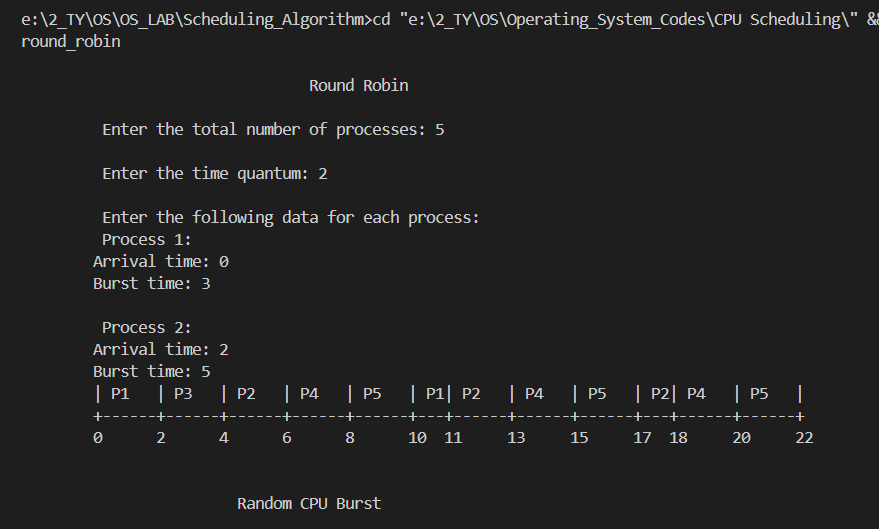 e:\2_TY\OS\OS_LAB\Scheduling_Algorithm>cd "e:\2_TY\OS\Operating_System_Codes\CPU Scheduling\" &&
round_robin
Round Robin
Enter the total number of processes: 5
Enter the time quantum: 2
Enter the following data for each process:
Process 1:
Arrival time: 0
Burst time: 3
Process 2:
Arrival time: 2
Burst time: 5
| P1   | P3   | P2   | P4   | P5   | P1| P2   | P4   | P5   | P2| P4   | P5   |
+------+------+------+------+------+---+------+------+------+---+------+------+
0      2      4      6      8      10  11     13     15     17  18     20     22
Random CPU Burst